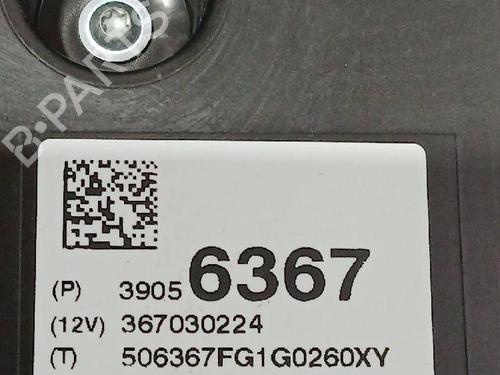 B-PARTS
(P) 3905 6367
(12V) 367030224
(T) 506367FG1G0260XY